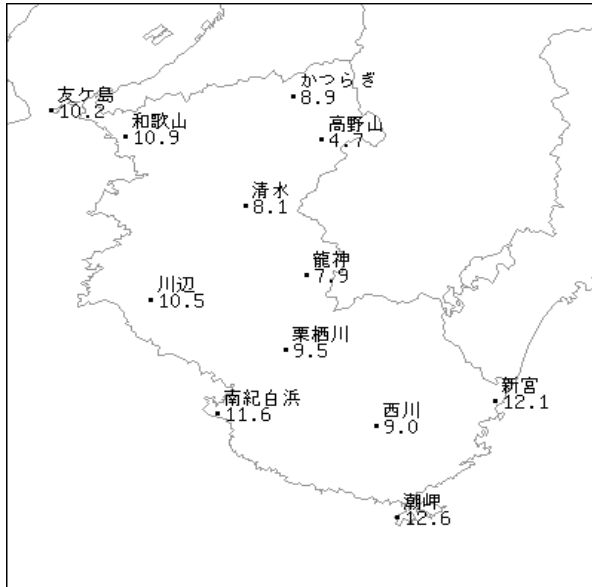 かつらぎ
8.9
友ケ島
10.2
和歌山
10.9
高野山
4.7
清水
8.1
龍神
7.9
川辺
10.5
栗栖川
9.5
新宮
12.1
南紀白浜
11.6
西川
9.0
潮岬
12.6